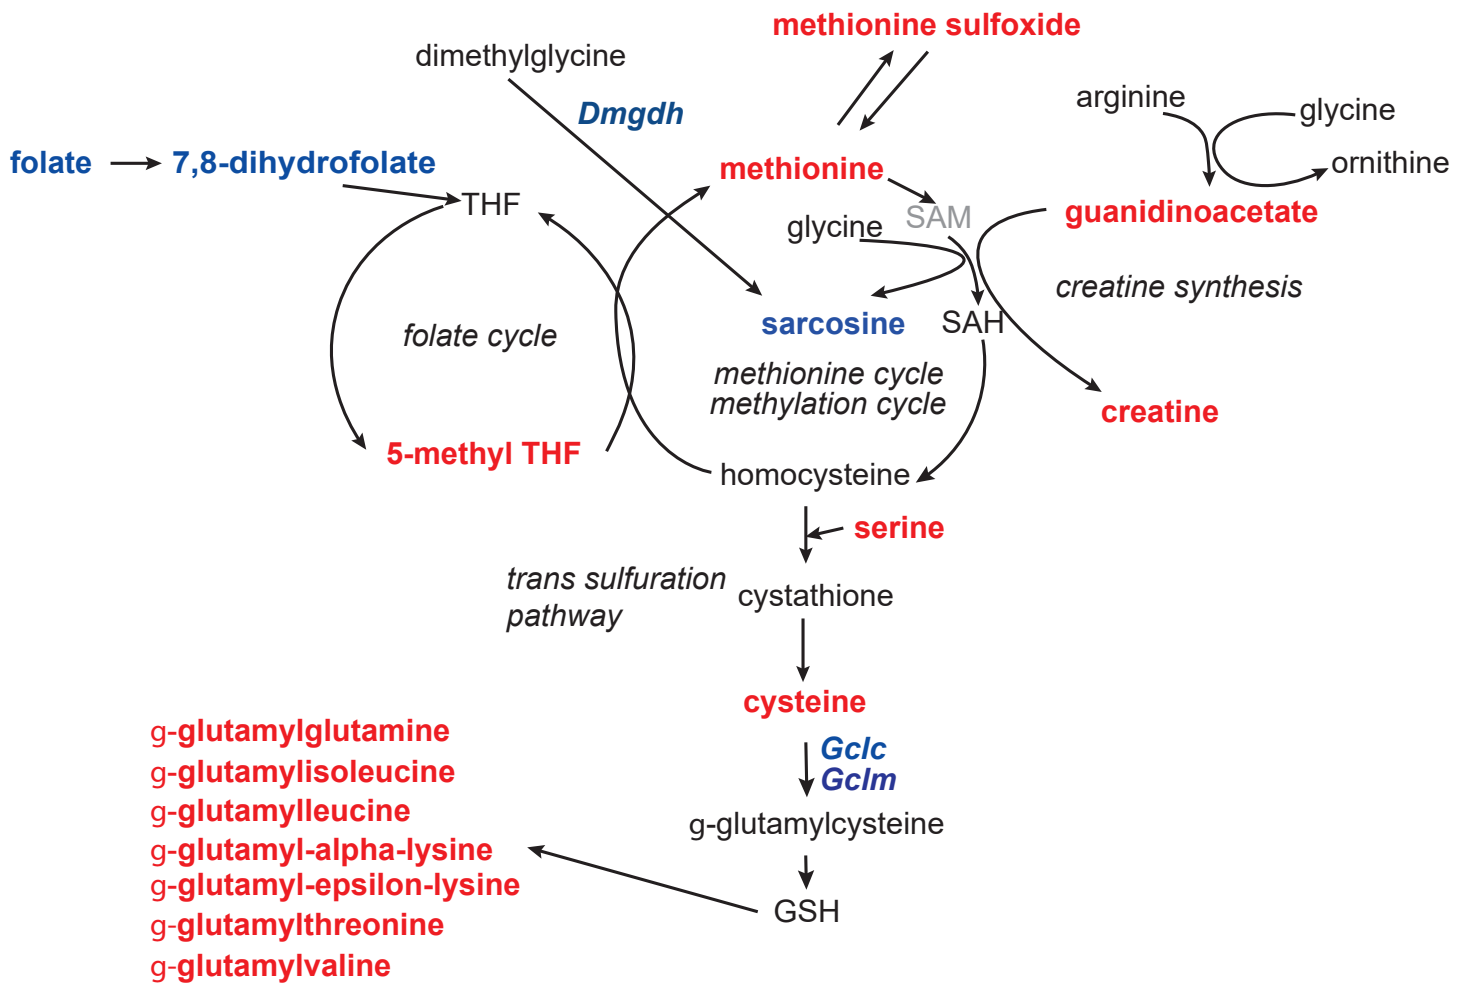 methionine sulfoxide
dimethylglycine
Dmgdh
arginine
glycine
folate
7,8-dihydrofolate
methionine
ornithine
THF
SAM
guanidinoacetate
glycine
creatine synthesis
sarcosine
SAH
folate cycle
methionine cycle
methylation cycle
creatine
5-methyl THF
homocysteine
serine
trans sulfuration
pathway
cystathione
cysteine
Gclc
Gclm
g-glutamylcysteine
GSH
g-glutamylglutamine
g-glutamylisoleucine
g-glutamylleucine
g-glutamyl-alpha-lysine
g-glutamyl-epsilon-lysine
g-glutamylthreonine
g-glutamylvaline